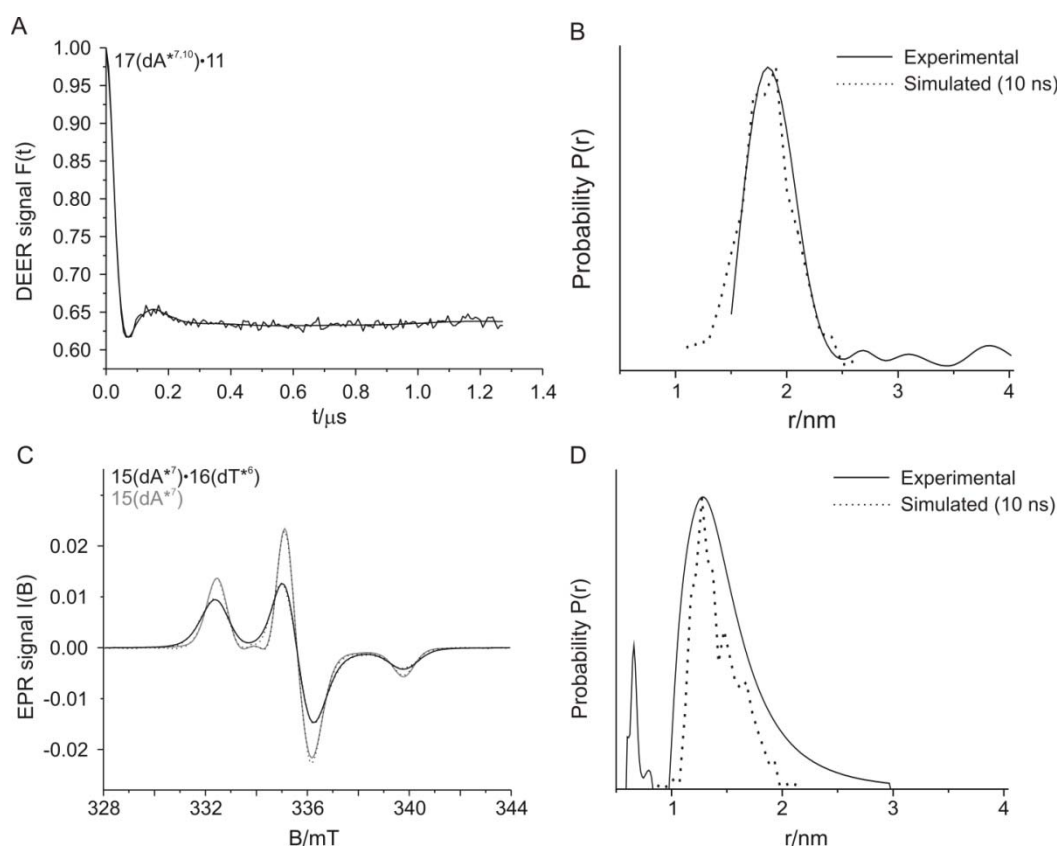 A
17(dA*7,10)•11
1.00
0.95
0.90
0.85
0.80
0.75
0.70
0.65
0.60
DEER signal F(t)
0.0 0.2 0.4 0.6 0.8 1.0 1.2 1.4
t/μs
B
Experimental
Simulated (10 ns)
Probability P(r)
1 2 3 4
r/nm
C
15(dA*7)•16(dT*6)
15(dA*7)
0.02
0.01
0.00
-0.01
-0.02
EPR signal I(B)
328 332 336 340 344
B/mT
D
Experimental
Simulated (10 ns)
Probability P(r)
1 2 3 4
r/nm